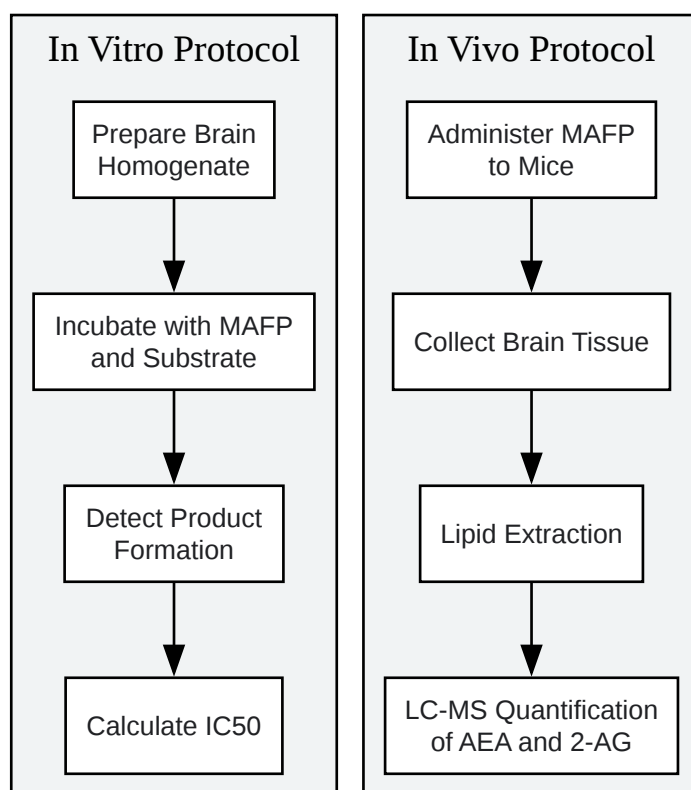 In Vitro Protocol
Prepare Brain
Homogenate
Incubate with MAFP
and Substrate
Detect Product
Formation
Calculate IC50
In Vivo Protocol
Administer MAFP
to Mice
Collect Brain Tissue
Lipid Extraction
LC-MS Quantification
of AEA and 2-AG